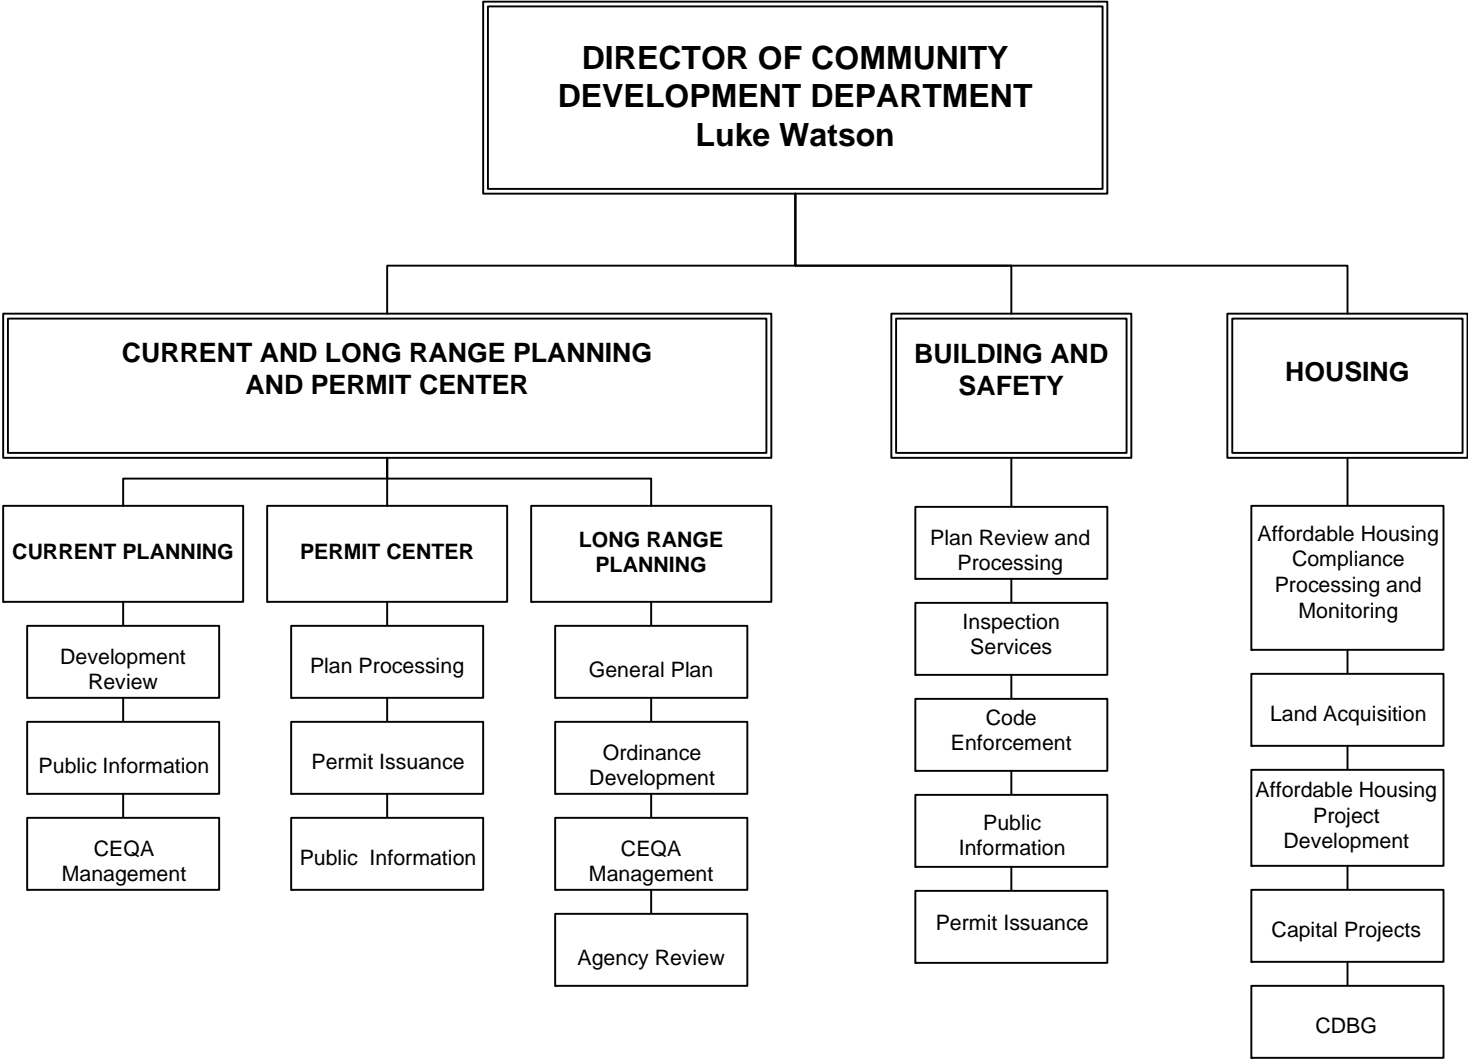 DIRECTOR OF COMMUNITY
DEVELOPMENT DEPARTMENT
Luke Watson
CURRENT AND LONG RANGE PLANNING
AND PERMIT CENTER
BUILDING AND
SAFETY
HOUSING
CURRENT PLANNING
Development
Review
Public Information
CEQA
Management
PERMIT CENTER
Plan Processing
Permit Issuance
Public  Information
LONG RANGE
PLANNING
General Plan
Ordinance
Development
CEQA
Management
Agency Review
Plan Review and
Processing
Inspection
Services
Code
Enforcement
Public
Information
Permit Issuance
Affordable Housing
Compliance
Processing and
Monitoring
Land Acquisition
Affordable Housing
Project
Development
Capital Projects
CDBG